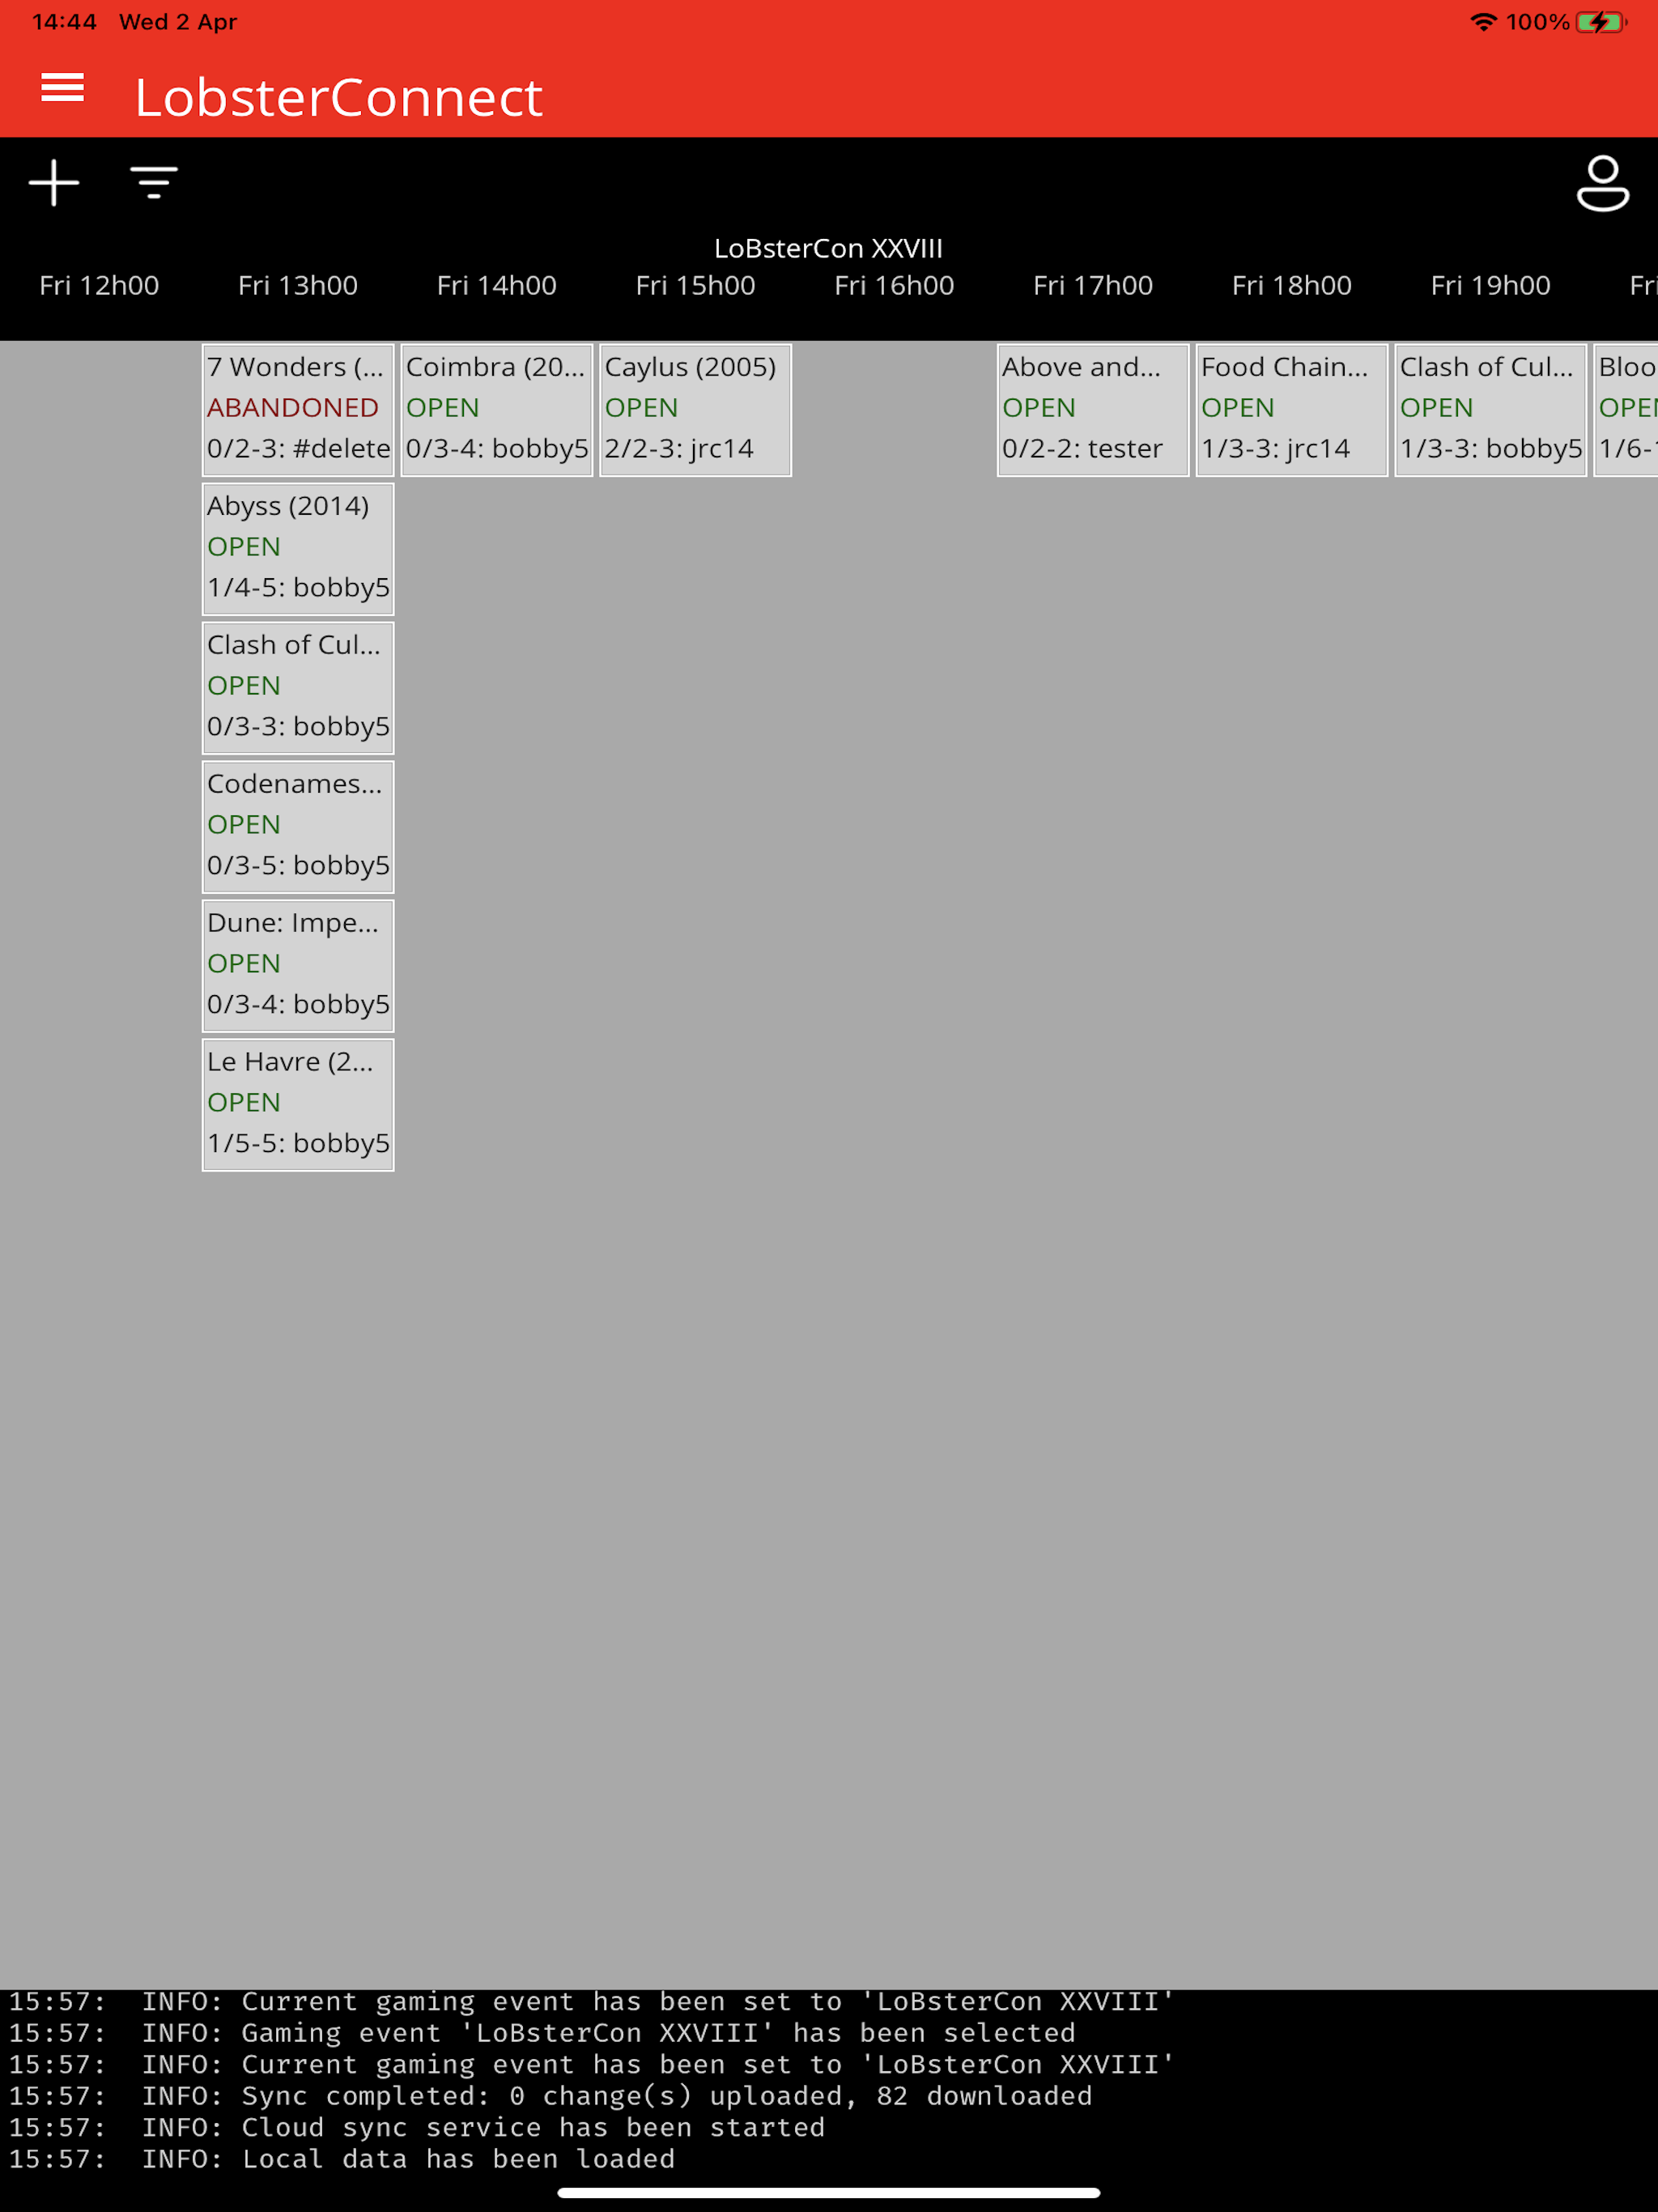 14:44 Wed 2 Apr 100%
LobsterConnect
LoBsterCon XXVIII
Fri 12h00 Fri 13h00 Fri 14h00 Fri 15h00 Fri 16h00 Fri 17h00 Fri 18h00 Fri 19h00 Fri
7 Wonders (... Coimbra (20... Caylus (2005) Above and... Food Chain... Clash of Cul... Bloo
ABANDONED OPEN OPEN OPEN OPEN OPEN OPEN
0/2-3: #delete 0/3-4: bobby5 2/2-3: jrc14 0/2-2: tester 1/3-3: jrc14 1/3-3: bobby5 1/6-
Abyss (2014)
OPEN
1/4-5: bobby5
Clash of Cul...
OPEN
0/3-3: bobby5
Codenames...
OPEN
0/3-5: bobby5
Dune: Impe...
OPEN
0/3-4: bobby5
Le Havre (2...
OPEN
1/5-5: bobby5
15:57: INFO: Current gaming event has been set to 'LoBsterCon XXVIII'
15:57: INFO: Gaming event 'LoBsterCon XXVIII' has been selected
15:57: INFO: Current gaming event has been set to 'LoBsterCon XXVIII'
15:57: INFO: Sync completed: 0 change(s) uploaded, 82 downloaded
15:57: INFO: Cloud sync service has been started
15:57: INFO: Local data has been loaded